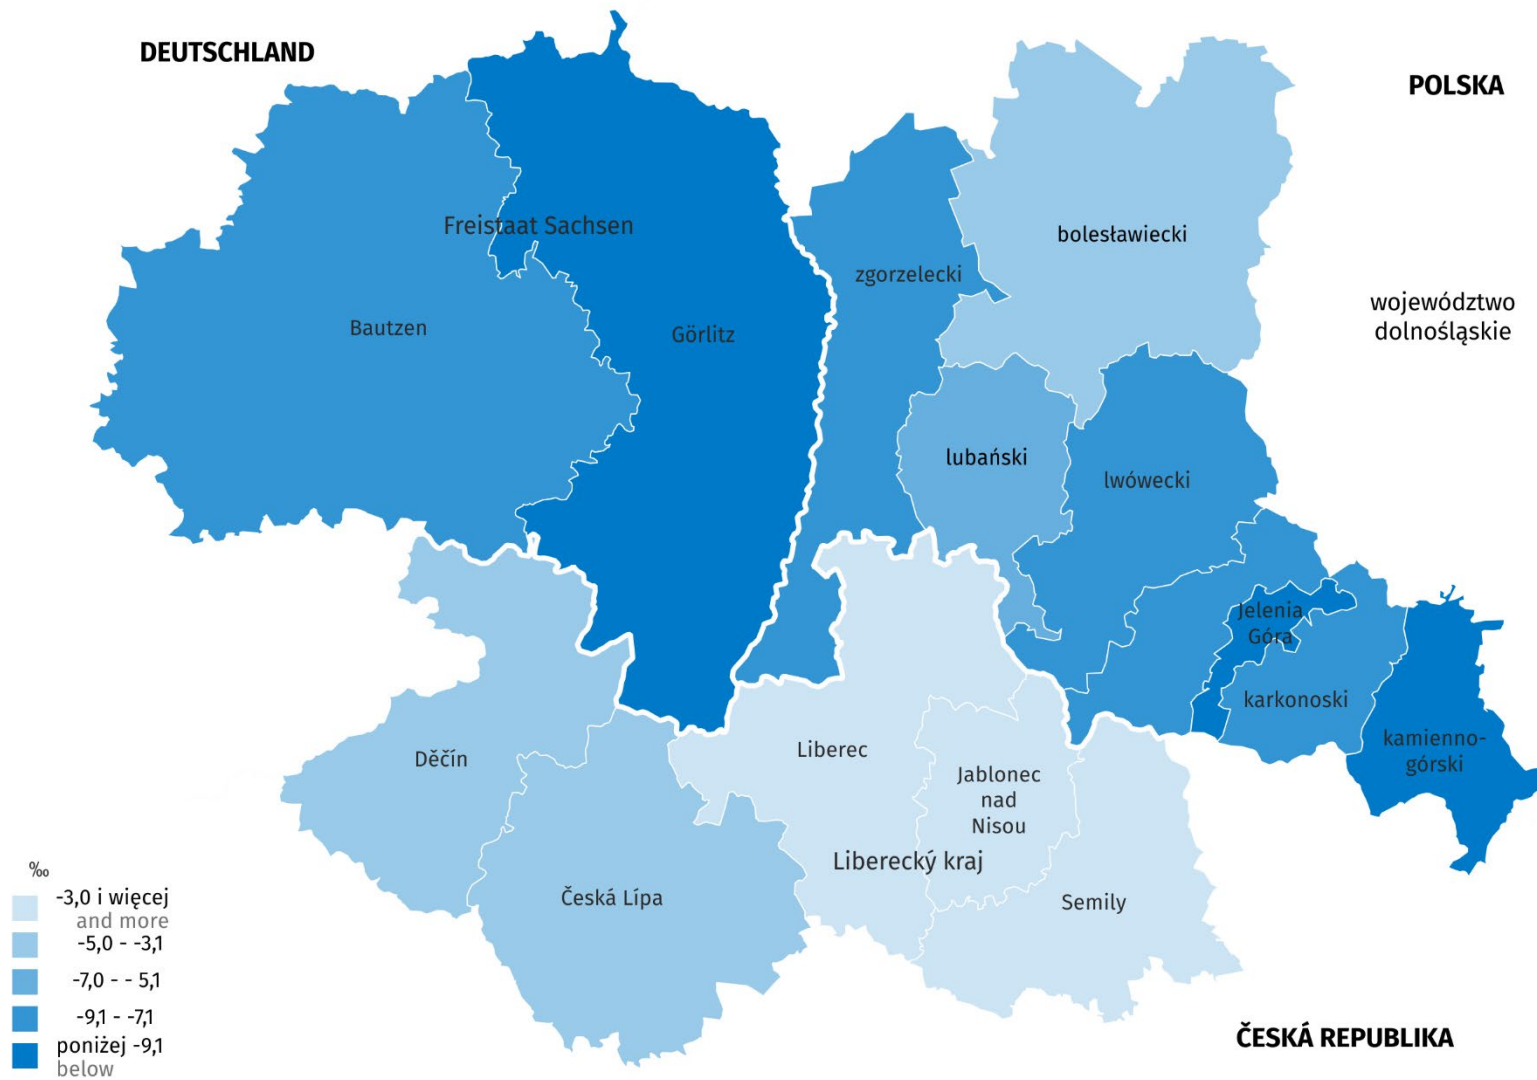 DEUTSCHLAND
POLSKA
Freistaat Sachsen
bolesławiecki
zgorzelecki
województwo
dolnośląskie
Bautzen
Görlitz
lubański
lwówecki
Jelenia
Góra
karkonoski
kamienno-
górski
Děčín
Liberec
Jablonec
nad
Nisou
Liberecký kraj
Česká Lípa
Semily
‰
-3,0 i więcej
and more
-5,0 - -3,1
-7,0 - - 5,1
-9,1 - -7,1
poniżej -9,1
below
ČESKÁ REPUBLIKA